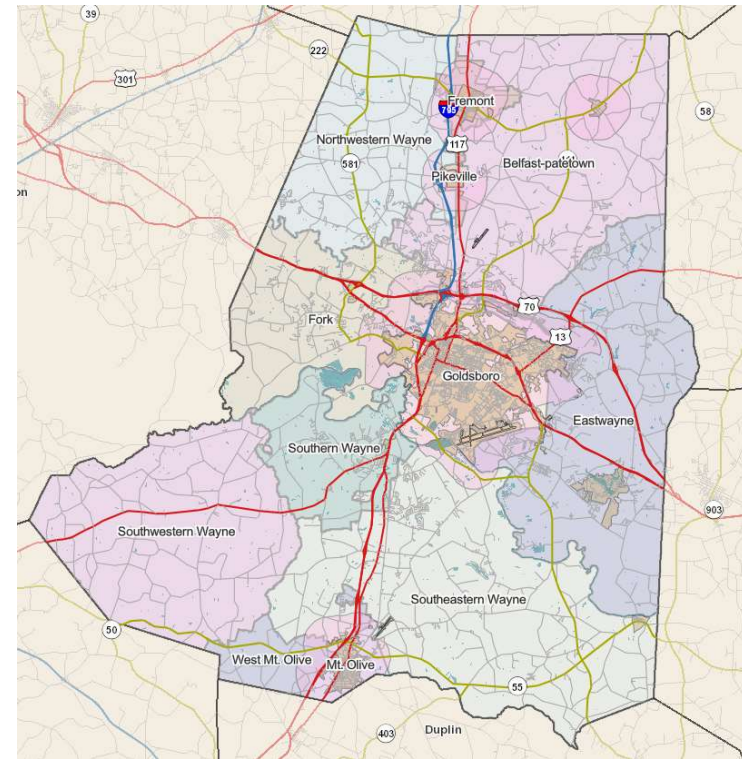 39
222
301
Fremont
795
58
Northwestern Wayne
117
581
Belfast-patetown
Pikeville
on
70
Fork
13
Goldsboro
Eastwayne
Southern Wayne
903
Southwestern Wayne
Southeastern Wayne
50
West Mt. Olive
Mt. Olive
55
403
Duplin